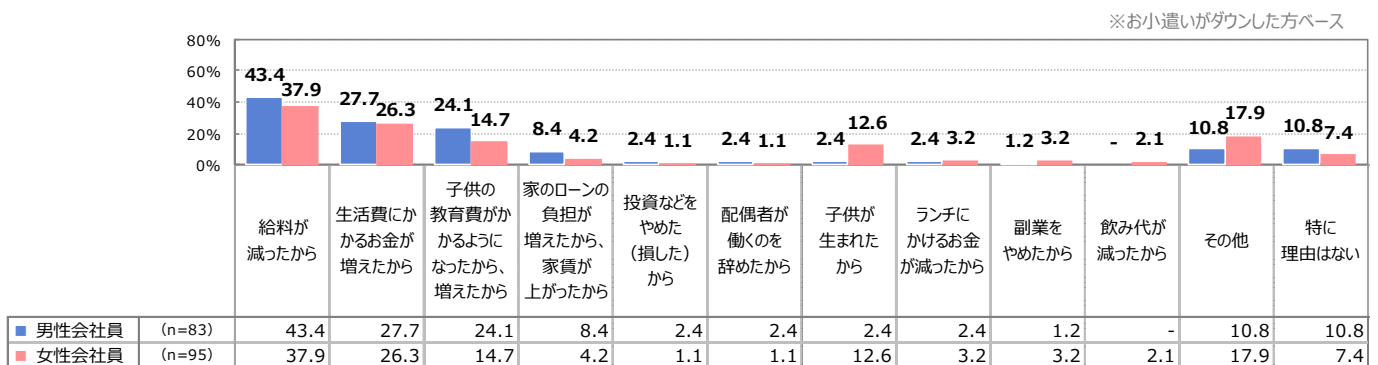 ※お小遣いがダウンした方ベース
80%
60%
40%
20%
0%
43.4 37.9 27.7 26.3 24.1 14.7 8.4 4.2 2.4 1.1 2.4 1.1 2.4 12.6 2.4 3.2 1.2 3.2 - 2.1 10.8 17.9 10.8 7.4
給料が
減ったから
生活費にか
かるお金が
増えたから
子供の
教育費がか
かるように
なったから、
増えたから
家のローンの
負担が
増えたから、
家賃が
上がったから
投資などを
やめた
(損した)
から
配偶者が
働くのを
辞めたから
子供が
生まれた
から
ランチに
かけるお金
が減ったから
副業を
やめたから
飲み代が
減ったから
その他
特に
理由はない
男性会社員 (n=83) 43.4 27.7 24.1 8.4 2.4 2.4 2.4 2.4 1.2 - 10.8 10.8
女性会社員 (n=95) 37.9 26.3 14.7 4.2 1.1 1.1 12.6 3.2 3.2 2.1 17.9 7.4